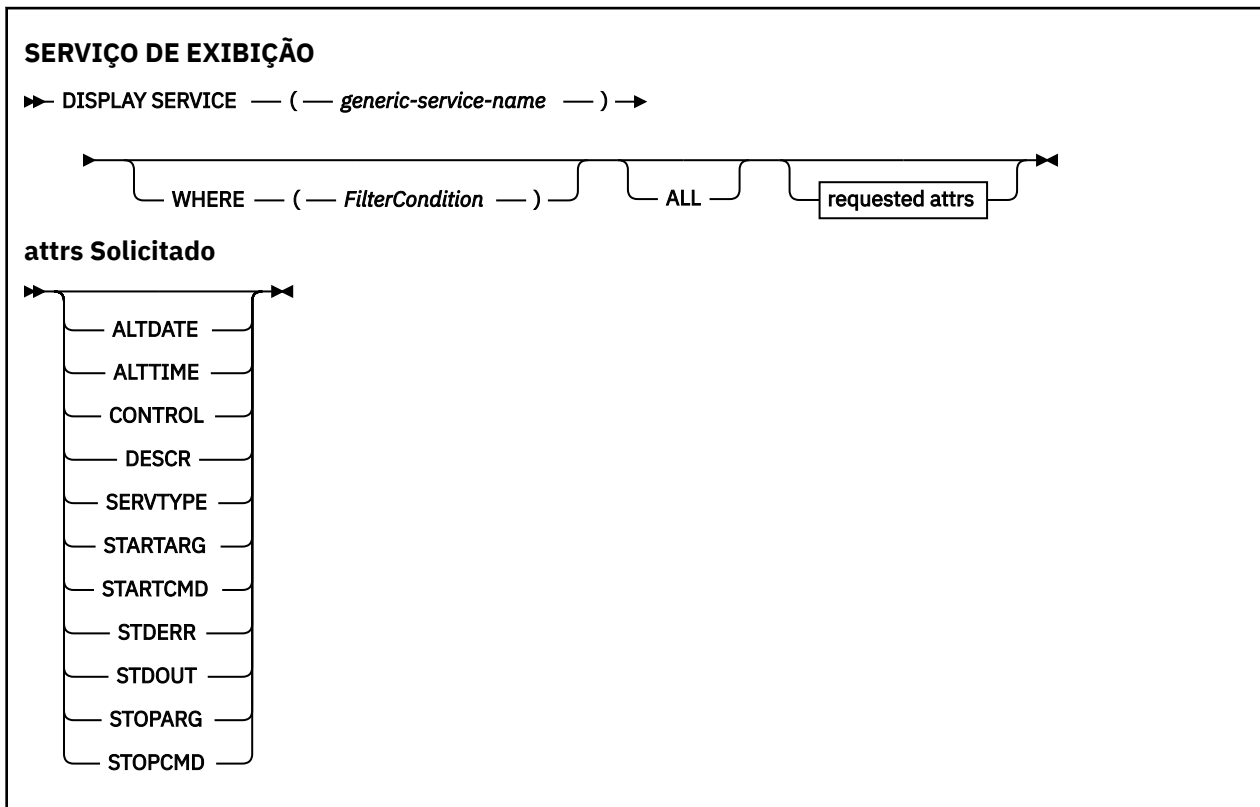 SERVIÇO DE EXIBIÇÃO
DISPLAY SERVICE ( generic-service-name )
WHERE ( FilterCondition ) ALL requested attrs
attrs Solicitado
ALTDATE
ALTTIME
CONTROL
DESCR
SERVTYPE
STARTARG
STARTCMD
STDERR
STDOUT
STOPARG
STOPCMD